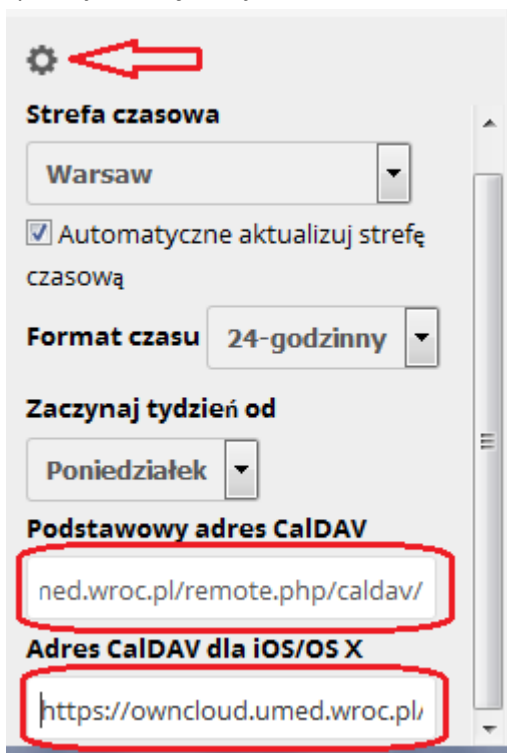 Strefa czasowa
Warsaw
Automatyczne aktualizuj strefę
czasową
Format czasu 24-godzinny
Zaczynaj tydzień od
Poniedziałek
Podstawowy adres CalDAV
ned.wroc.pl/remote.php/caldav/
Adres CalDAV dla iOS/OS X
https://owncloud.umed.wroc.pl/